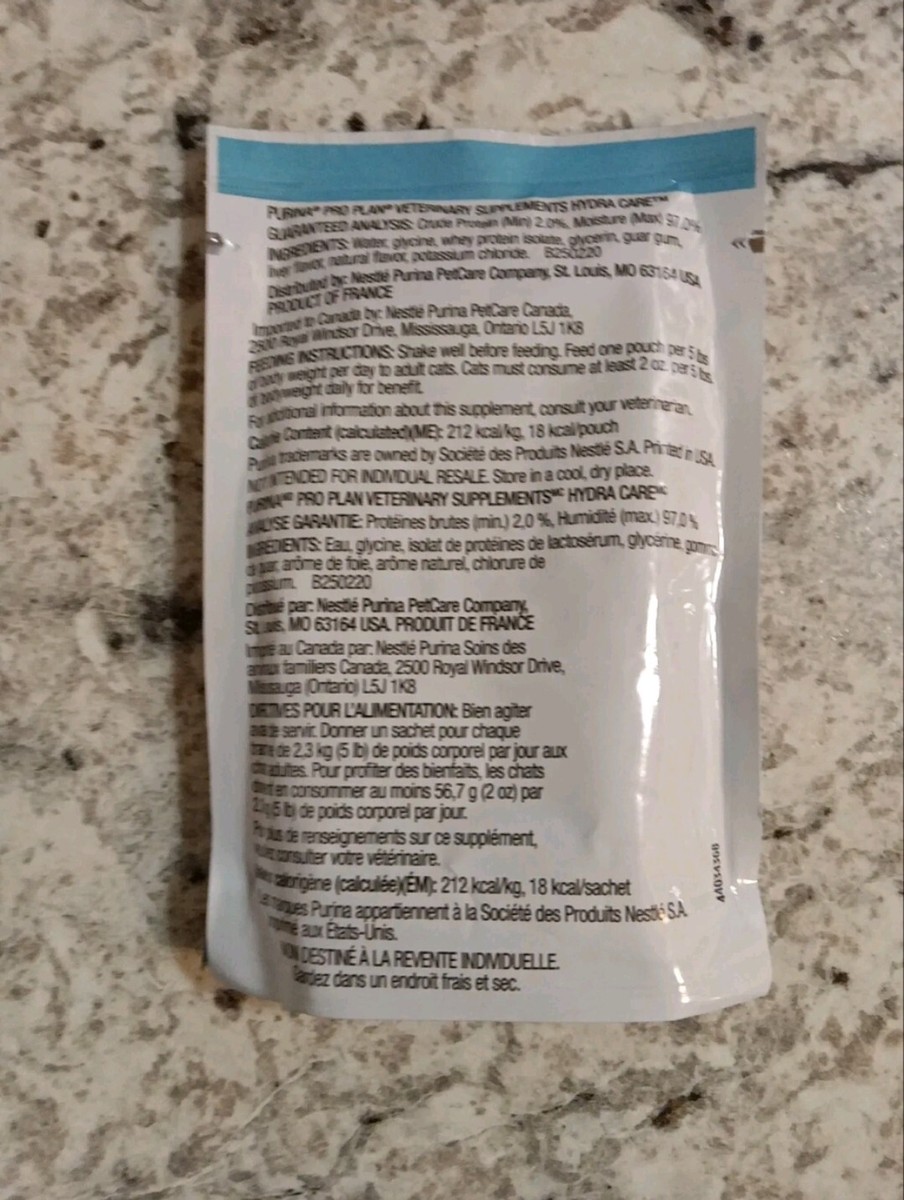 PURINA® PRO PLAN® VETERINARY SUPPLEMENTS HYDRA CARE™
GUARANTEED ANALYSIS: Crude Protein (Min) 2.0%, Moisture (Max) 97.0%
INGREDIENTS: Water, glycine, whey protein isolate, glycerin, guar gum,
liver flavor, natural flavor, potassium chloride. B250220
Distributed by: Nestlé Purina PetCare Company, St. Louis, MO 63164 USA
PRODUCT OF FRANCE
Imported to Canada by: Nestlé Purina PetCare Canada,
2500 Royal Windsor Drive, Mississauga, Ontario L5J 1K8
FEEDING INSTRUCTIONS: Shake well before feeding. Feed one pouch per 5 lbs
of body weight per day to adult cats. Cats must consume at least 2 oz. per 5 lbs.
of bodyweight daily for benefit.
For additional information about this supplement, consult your veterinarian.
Calorie Content (calculated)(ME): 212 kcal/kg, 18 kcal/pouch
Purina trademarks are owned by Société des Produits Nestlé S.A. Printed in USA.
NOT INTENDED FOR INDIVIDUAL RESALE. Store in a cool, dry place.
PURINA PRO PLAN VETERINARY SUPPLEMENTS HYDRA CARE
ANALYSE GARANTIE: Protéines brutes (min.) 2,0 %, Humidité (max.) 97,0 %
INGREDIENTS: Eau, glycine, isolat de protéines de lactosérum, glycérine, gomme
de guar, arôme de foie, arôme naturel, chlorure de
potassium. B250220
Distribué par: Nestlé Purina PetCare Company,
St. Louis, MO 63164 USA. PRODUIT DE FRANCE
Importé au Canada par: Nestlé Purina Soins des
animaux familiers Canada, 2500 Royal Windsor Drive,
Mississauga (Ontario) L5J 1K8
DIRECTIVES POUR L'ALIMENTATION: Bien agiter
avant de servir. Donner un sachet pour chaque
tranche de 2,3 kg (5 lb) de poids corporel par jour aux
chats adultes. Pour profiter des bienfaits, les chats
doivent en consommer au moins 56,7 g (2 oz) par
2,3 kg (5 lb) de poids corporel par jour.
Pour plus de renseignements sur ce supplément,
consulter votre vétérinaire.
calorigène (calculée)(ÉM): 212 kcal/kg, 18 kcal/sachet
Les marques Purina appartiennent à la Société des Produits Nestlé S.A.
Imprimé aux États-Unis.
NON DESTINÉ À LA REVENTE INDIVIDUELLE.
Gardez dans un endroit frais et sec.
44034368